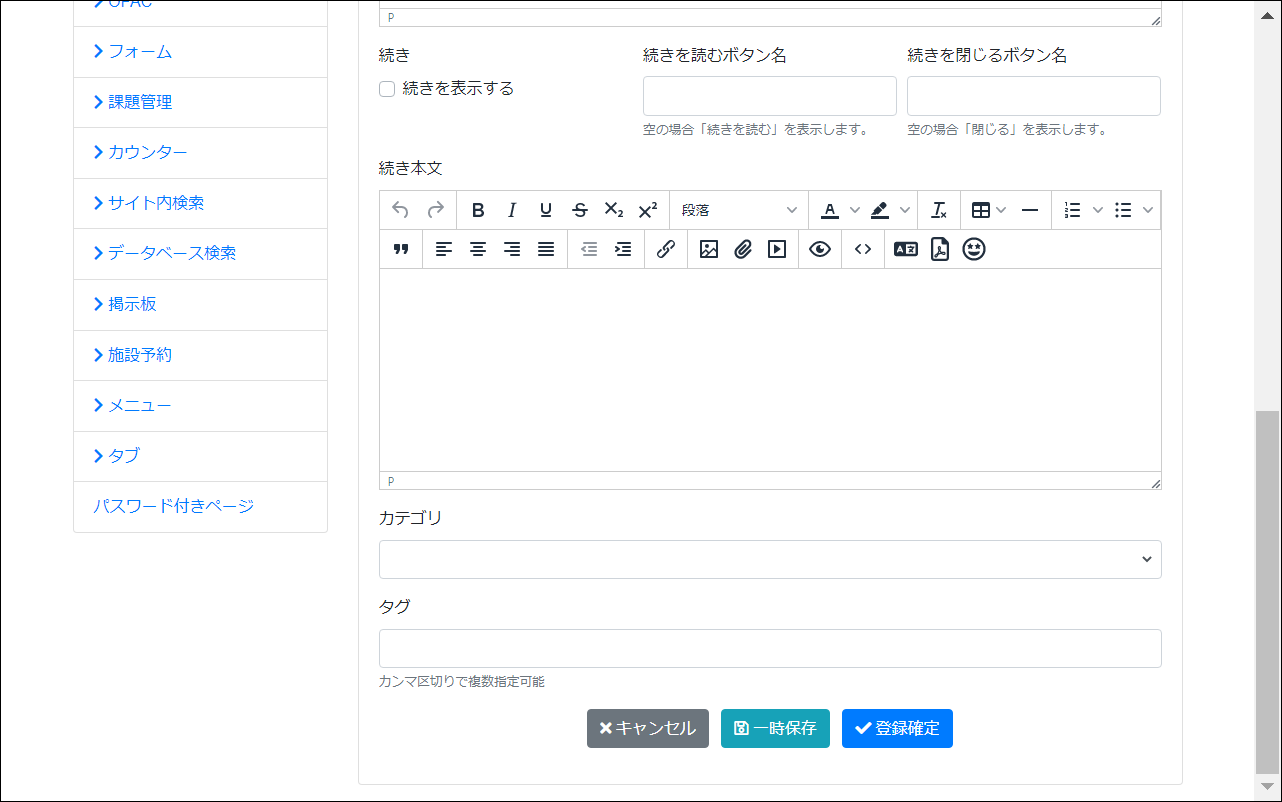 OPAC
フォーム
課題管理
カウンター
サイト内検索
データベース検索
掲示板
施設予約
メニュー
タブ
パスワード付きページ
P
続き
続きを読むボタン名
続きを閉じるボタン名
続きを表示する
空の場合「続きを読む」を表示します。
空の場合「閉じる」を表示します。
続き本文
段落
P
カテゴリ
タグ
カンマ区切りで複数指定可能
キャンセル
一時保存
登録確定